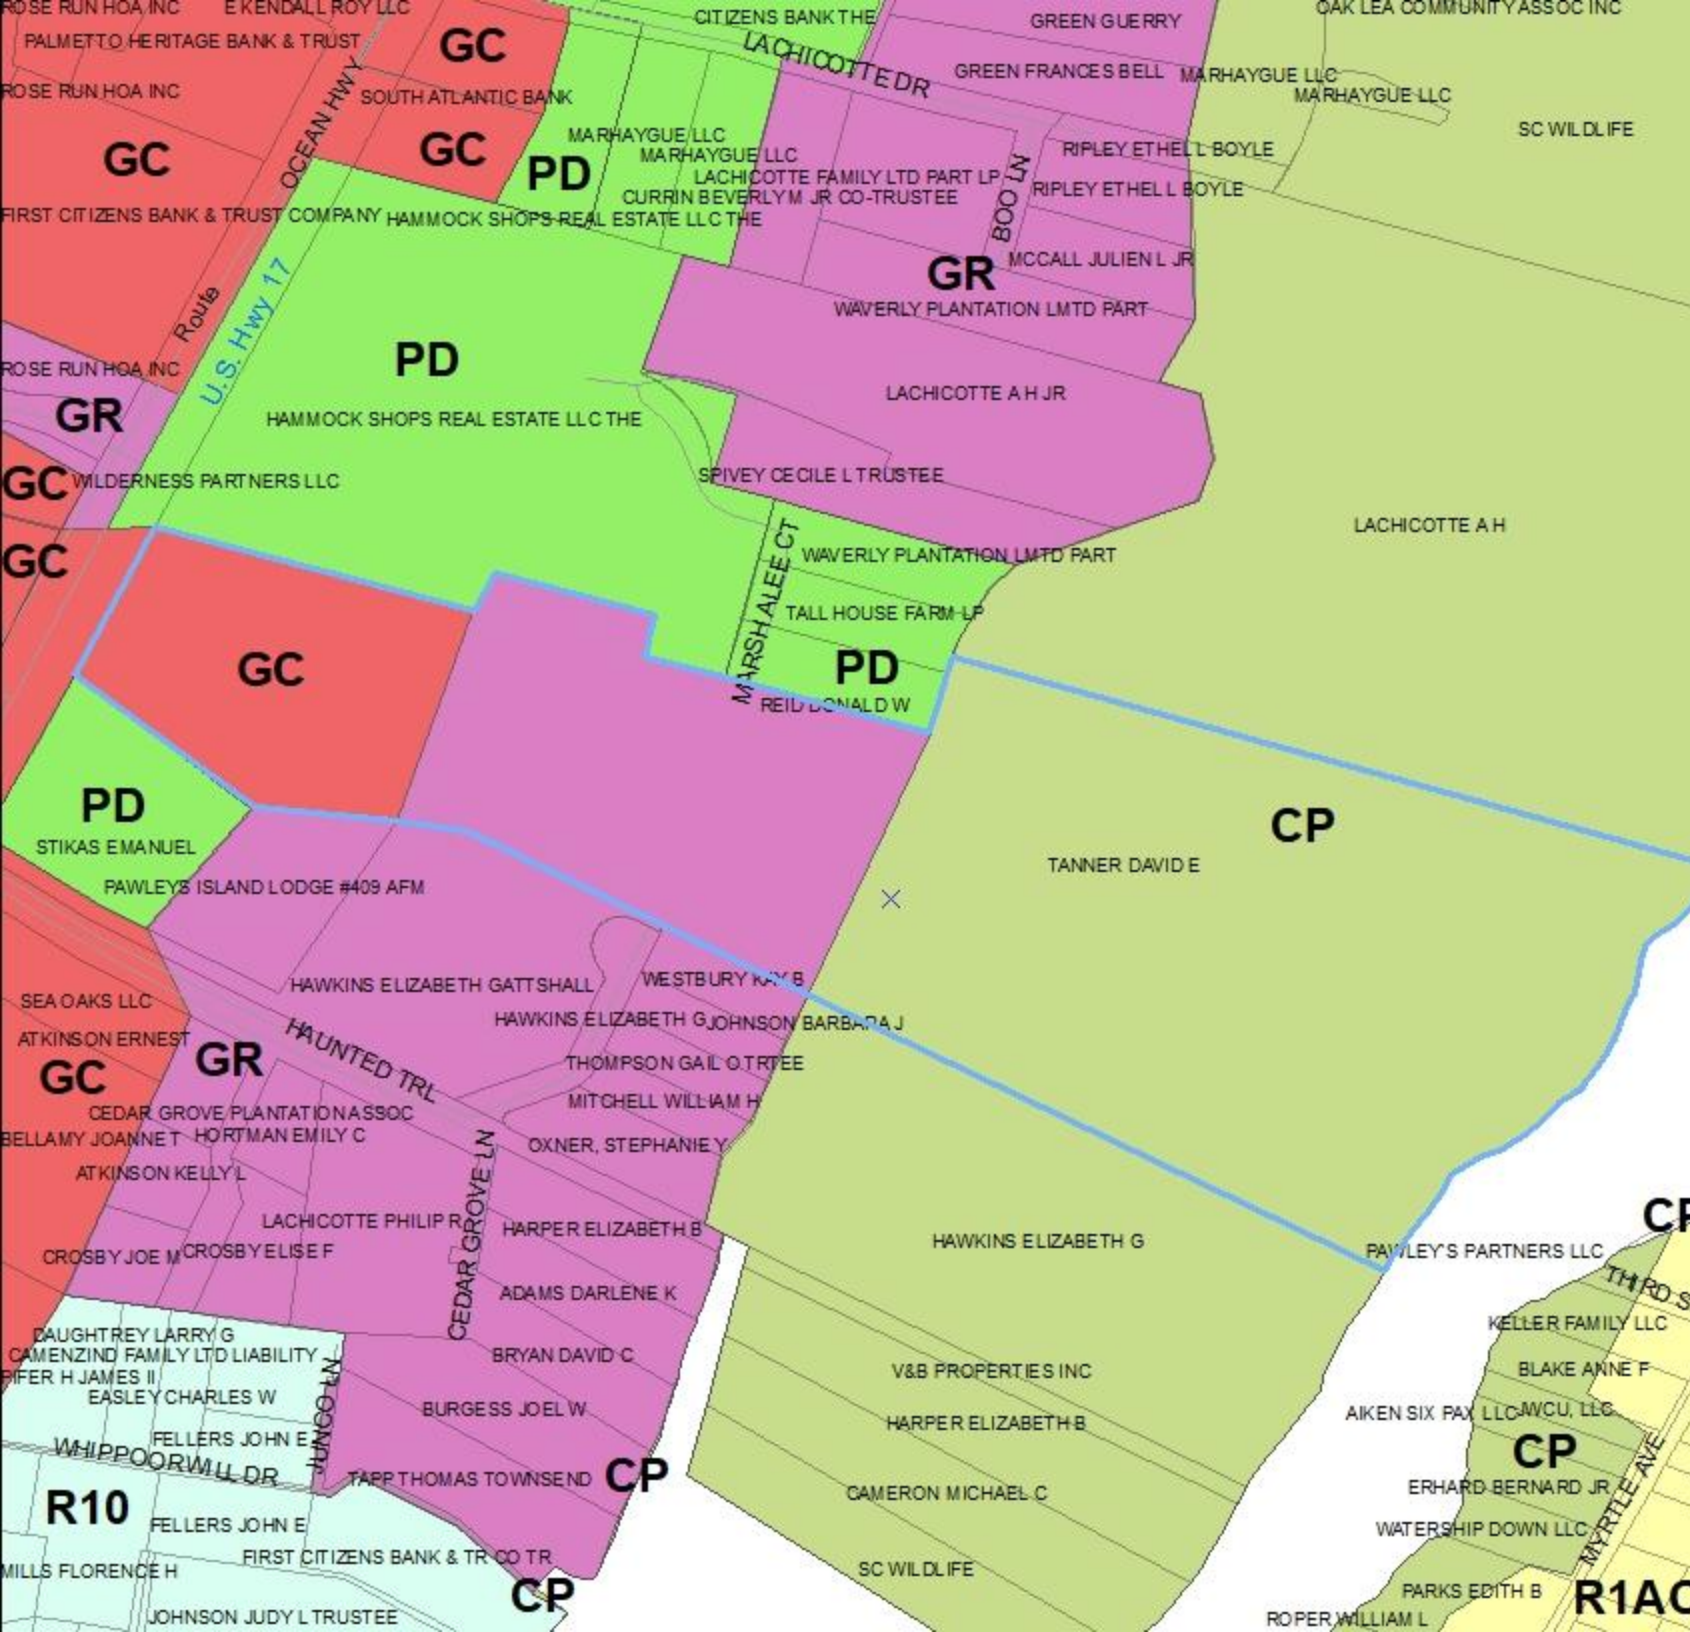 ROSE RUN HOA INC
E KENDALL ROY LLC
CITIZENS BANK THE
GREEN GUERRY
OAK LEA COMMUNITY ASSOC INC
PALMETTO HERITAGE BANK & TRUST
GC
LACHICOTTE DR
GREEN FRANCES BELL
MARHAYGUE LLC
MARHAYGUE LLC
ROSE RUN HOA INC
SOUTH ATLANTIC BANK
OCEAN HWY
GC
GC
MARHAYGUE LLC
MARHAYGUE LLC
PD
SC WILDLIFE
RIPLEY ETHEL L BOYLE
LACHICOTTE FAMILY LTD PART LP
RIPLEY ETHEL L BOYLE
CURRIN BEVERLY M JR CO-TRUSTEE
BOO LN
FIRST CITIZENS BANK & TRUST COMPANY
HAMMOCK SHOPS REAL ESTATE LLC THE
GR
MCCALL JULIEN L JR
WAVERLY PLANTATION LMTD PART
Route
U.S. Hwy 17
PD
ROSE RUN HOA INC
LACHICOTTE A H JR
GR
HAMMOCK SHOPS REAL ESTATE LLC THE
GC
WILDERNESS PARTNERS LLC
SPIVEY CECILE L TRUSTEE
LACHICOTTE A H
GC
WAVERLY PLANTATION LMTD PART
MARSHALEE CT
TALL HOUSE FARM LP
GC
PD
REID DONALD W
PD
CP
STIKAS EMANUEL
TANNER DAVID E
PAWLEYS ISLAND LODGE #409 AFM
HAWKINS ELIZABETH GATTSHALL
WESTBURY KAY B
SEA OAKS LLC
HAWKINS ELIZABETH G
JOHNSON BARBARA J
ATKINSON ERNEST
HAUNTED TRL
GR
GC
THOMPSON GAIL O TRTEE
MITCHELL WILLIAM H
CEDAR GROVE PLANTATION ASSOC
BELLAMY JOANNE T
HORTMAN EMILY C
OXNER, STEPHANIE Y
ATKINSON KELLY L
CEDAR GROVE LN
LACHICOTTE PHILIP R
HARPER ELIZABETH B
HAWKINS ELIZABETH G
CP
PAWLEY'S PARTNERS LLC
CROSBY JOE M
CROSBY ELISE F
THIRD S
ADAMS DARLENE K
KELLER FAMILY LLC
DAUGHTREY LARRY G
CAMENZIND FAMILY LTD LIABILITY
BRYAN DAVID C
V&B PROPERTIES INC
BLAKE ANNE F
PIFER H JAMES II
EASLEY CHARLES W
JUNCO LN
BURGESS JOEL W
HARPER ELIZABETH B
AIKEN SIX PAX LLC
JWCU, LLC
FELLERS JOHN E
WHIPPOORWILL DR
CP
TAPP THOMAS TOWNSEND
CP
CAMERON MICHAEL C
ERHARD BERNARD JR
MYRTLE AVE
R10
FELLERS JOHN E
WATERSHIP DOWN LLC
FIRST CITIZENS BANK & TR CO TR
MILLS FLORENCE H
SC WILDLIFE
CP
PARKS EDITH B
R1AC
JOHNSON JUDY L TRUSTEE
ROPER WILLIAM L